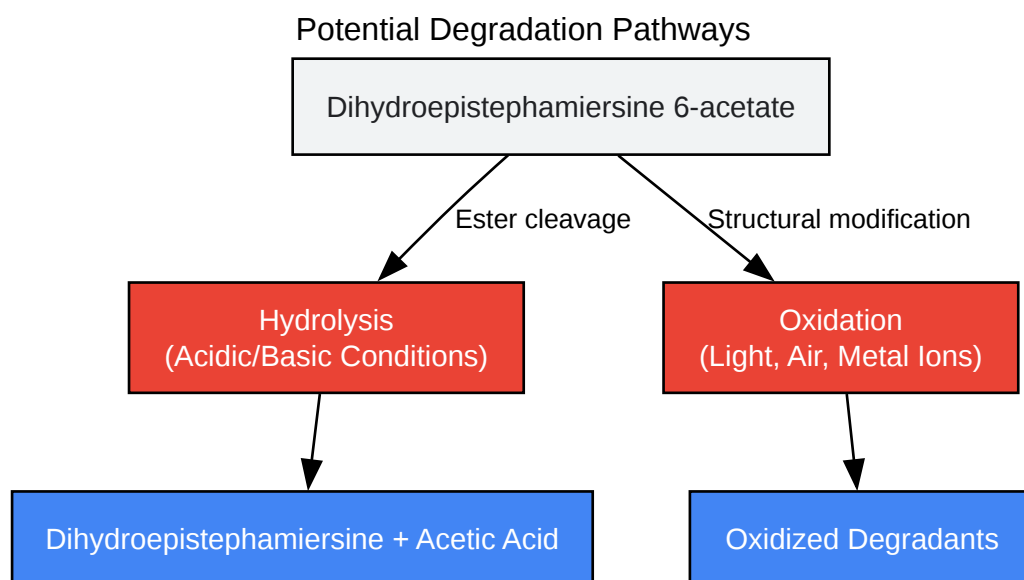 Potential Degradation Pathways
Dihydroepistephamiersine 6-acetate
Ester cleavage
Structural modification
Hydrolysis
(Acidic/Basic Conditions)
Oxidation
(Light, Air, Metal Ions)
Dihydroepistephamiersine + Acetic Acid
Oxidized Degradants